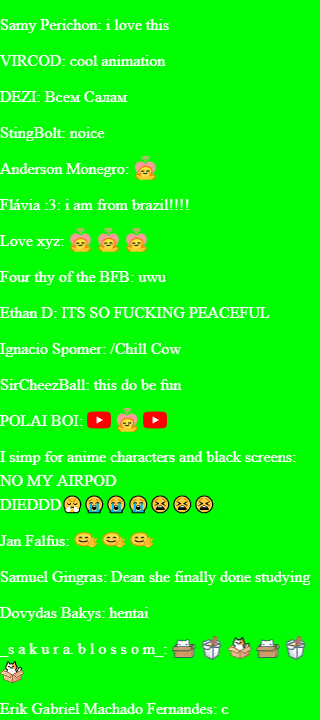 Samy Perichon: i love this
VIRCOD: cool animation
DEZI: Всем Салам
StingBolt: noice
Anderson Monegro:
Flávia :3: i am from brazil!!!!
Love xyz:
Four thy of the BFB: uwu
Ethan D: ITS SO FUCKING PEACEFUL
Ignacio Spomer: /Chill Cow
SirCheezBall: this do be fun
POLAI BOI:
I simp for anime characters and black screens:
NO MY AIRPOD
DIEDDD😤😭😭😭😫😫😫
Jan Falfus:
Samuel Gingras: Dean she finally done studying
Dovydas Bakys: hentai
_s a k u r a. b l o s s o m_:
Erik Gabriel Machado Fernandes: c